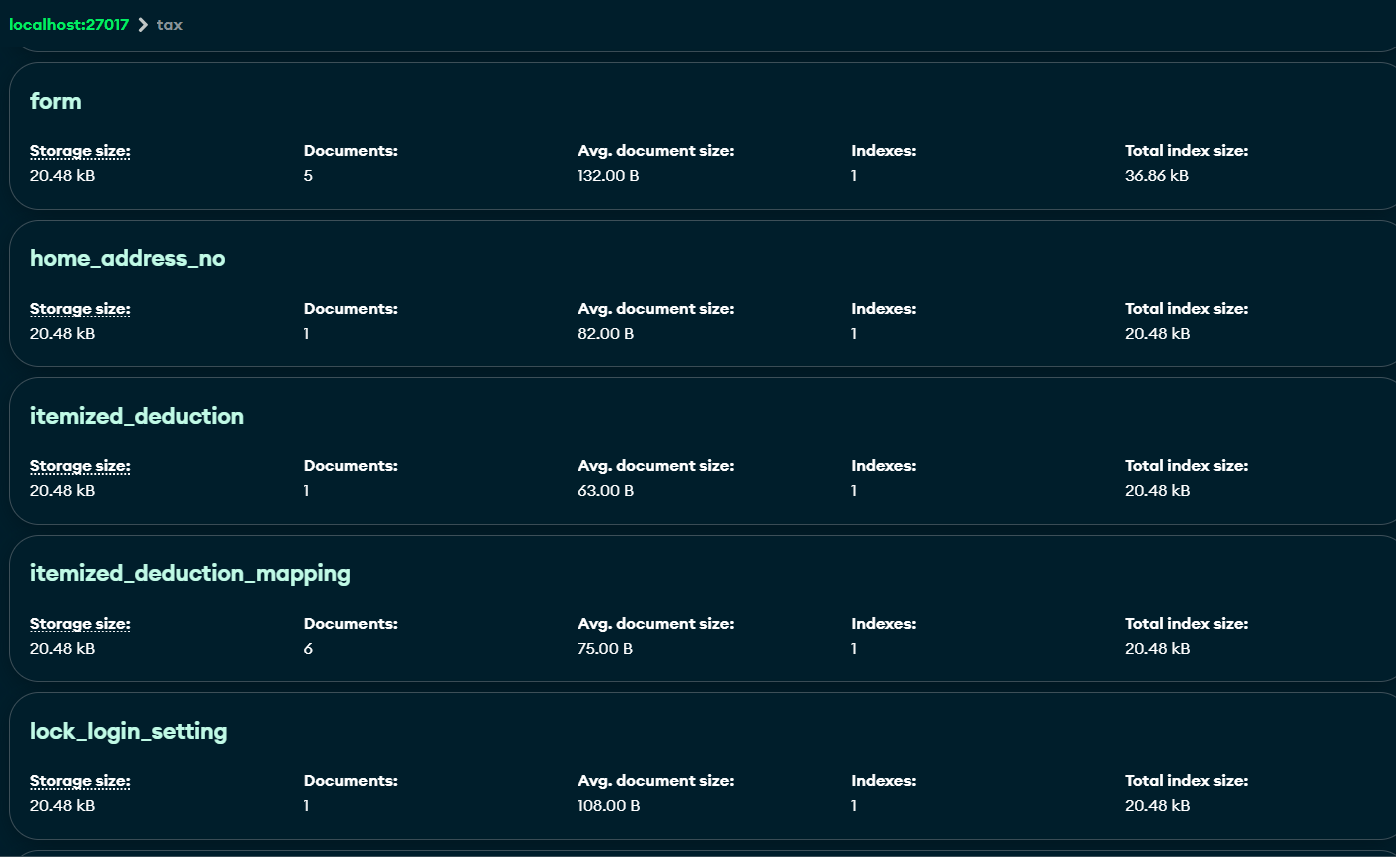 localhost:27017 > tax
form
Storage size: Documents: Avg. document size: Indexes: Total index size:
20.48 kB 5 132.00 B 1 36.86 kB
home_address_no
Storage size: Documents: Avg. document size: Indexes: Total index size:
20.48 kB 1 82.00 B 1 20.48 kB
itemized_deduction
Storage size: Documents: Avg. document size: Indexes: Total index size:
20.48 kB 1 63.00 B 1 20.48 kB
itemized_deduction_mapping
Storage size: Documents: Avg. document size: Indexes: Total index size:
20.48 kB 6 75.00 B 1 20.48 kB
lock_login_setting
Storage size: Documents: Avg. document size: Indexes: Total index size:
20.48 kB 1 108.00 B 1 20.48 kB